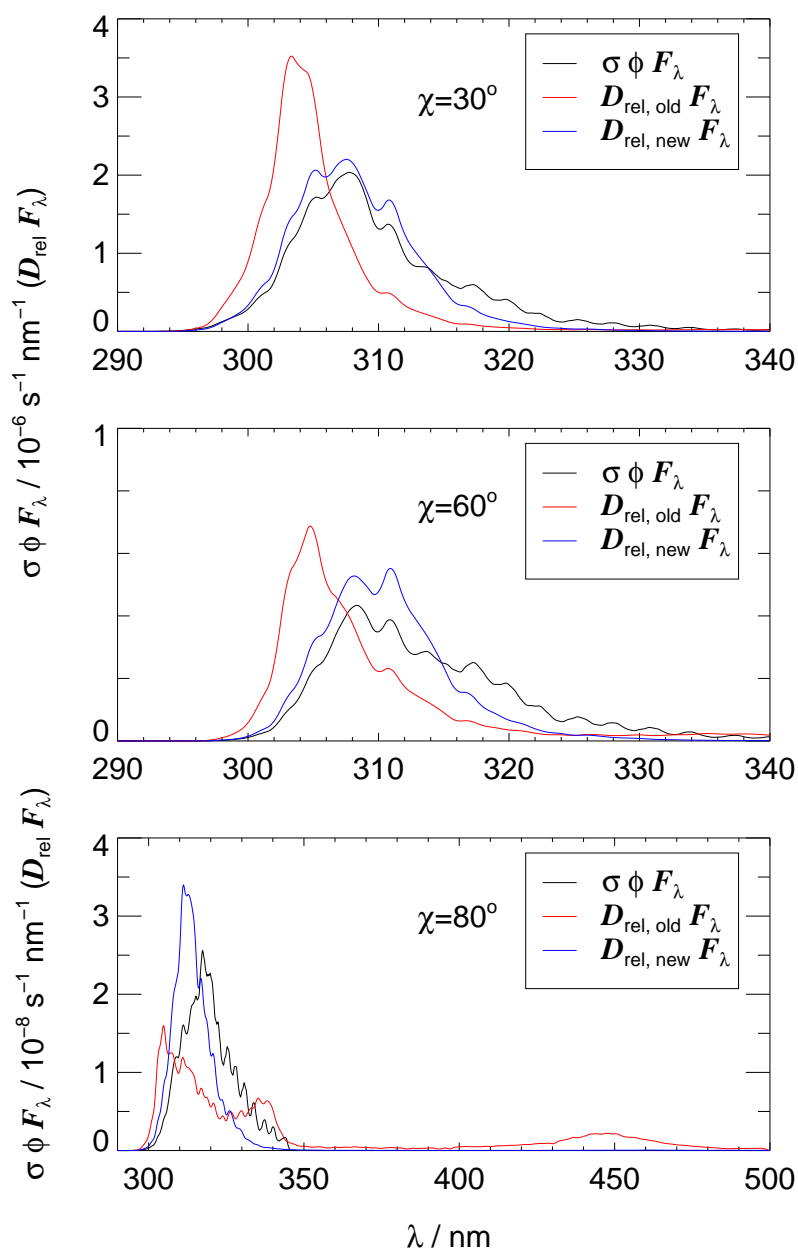 σ ϕ F_λ / 10⁻⁶ s⁻¹ nm⁻¹ (D_rel F_λ)
4
3
2
1
0
χ=30°
σ ϕ F_λ
D_rel, old F_λ
D_rel, new F_λ
290 300 310 320 330 340
1
0
χ=60°
σ ϕ F_λ
D_rel, old F_λ
D_rel, new F_λ
290 300 310 320 330 340
σ ϕ F_λ / 10⁻⁸ s⁻¹ nm⁻¹ (D_rel F_λ)
4
3
2
1
0
χ=80°
σ ϕ F_λ
D_rel, old F_λ
D_rel, new F_λ
300 350 400 450 500
λ / nm